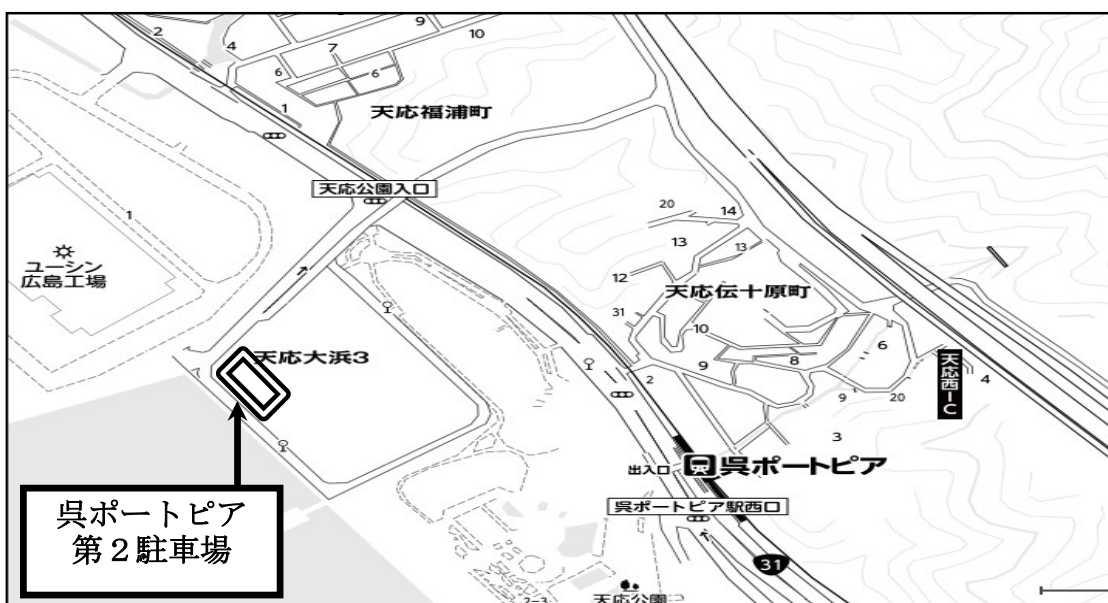 2
4
9
10
7
6
6
1
天応福浦町
天応公園入口
1
ユーシン
広島工場
20
14
13
13
12
天応伝十原町
31
10
6
天応大浜3
9
8
天応西IC
4
2
9
20
3
出入口
呉ポートピア
呉ポートピア駅西口
呉ポートピア
第2駐車場
31
2-3
天応公園